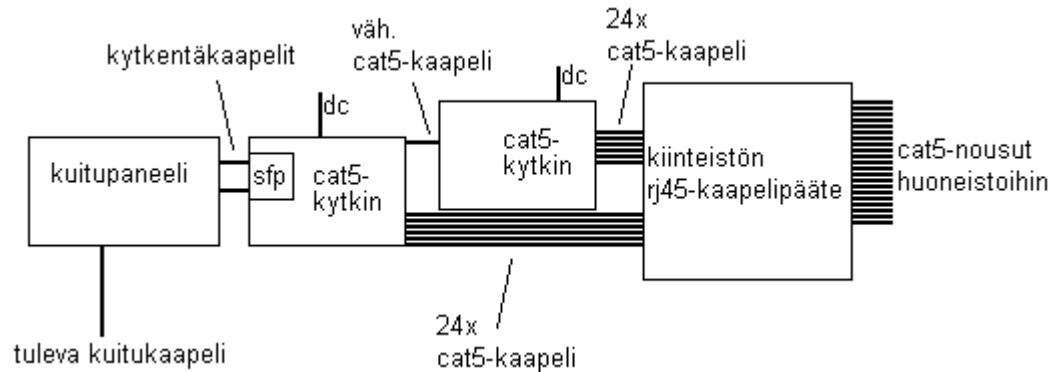 kytkentäkaapelit
väh.
cat5-kaapeli
24x
cat5-kaapeli
dc
dc
kuitupaneeli
sfp
cat5-
kytkin
cat5-
kytkin
kiinteistön
rj45-kaapelipääte
cat5-nousut
huoneistoihin
24x
cat5-kaapeli
tuleva kuitukaapeli